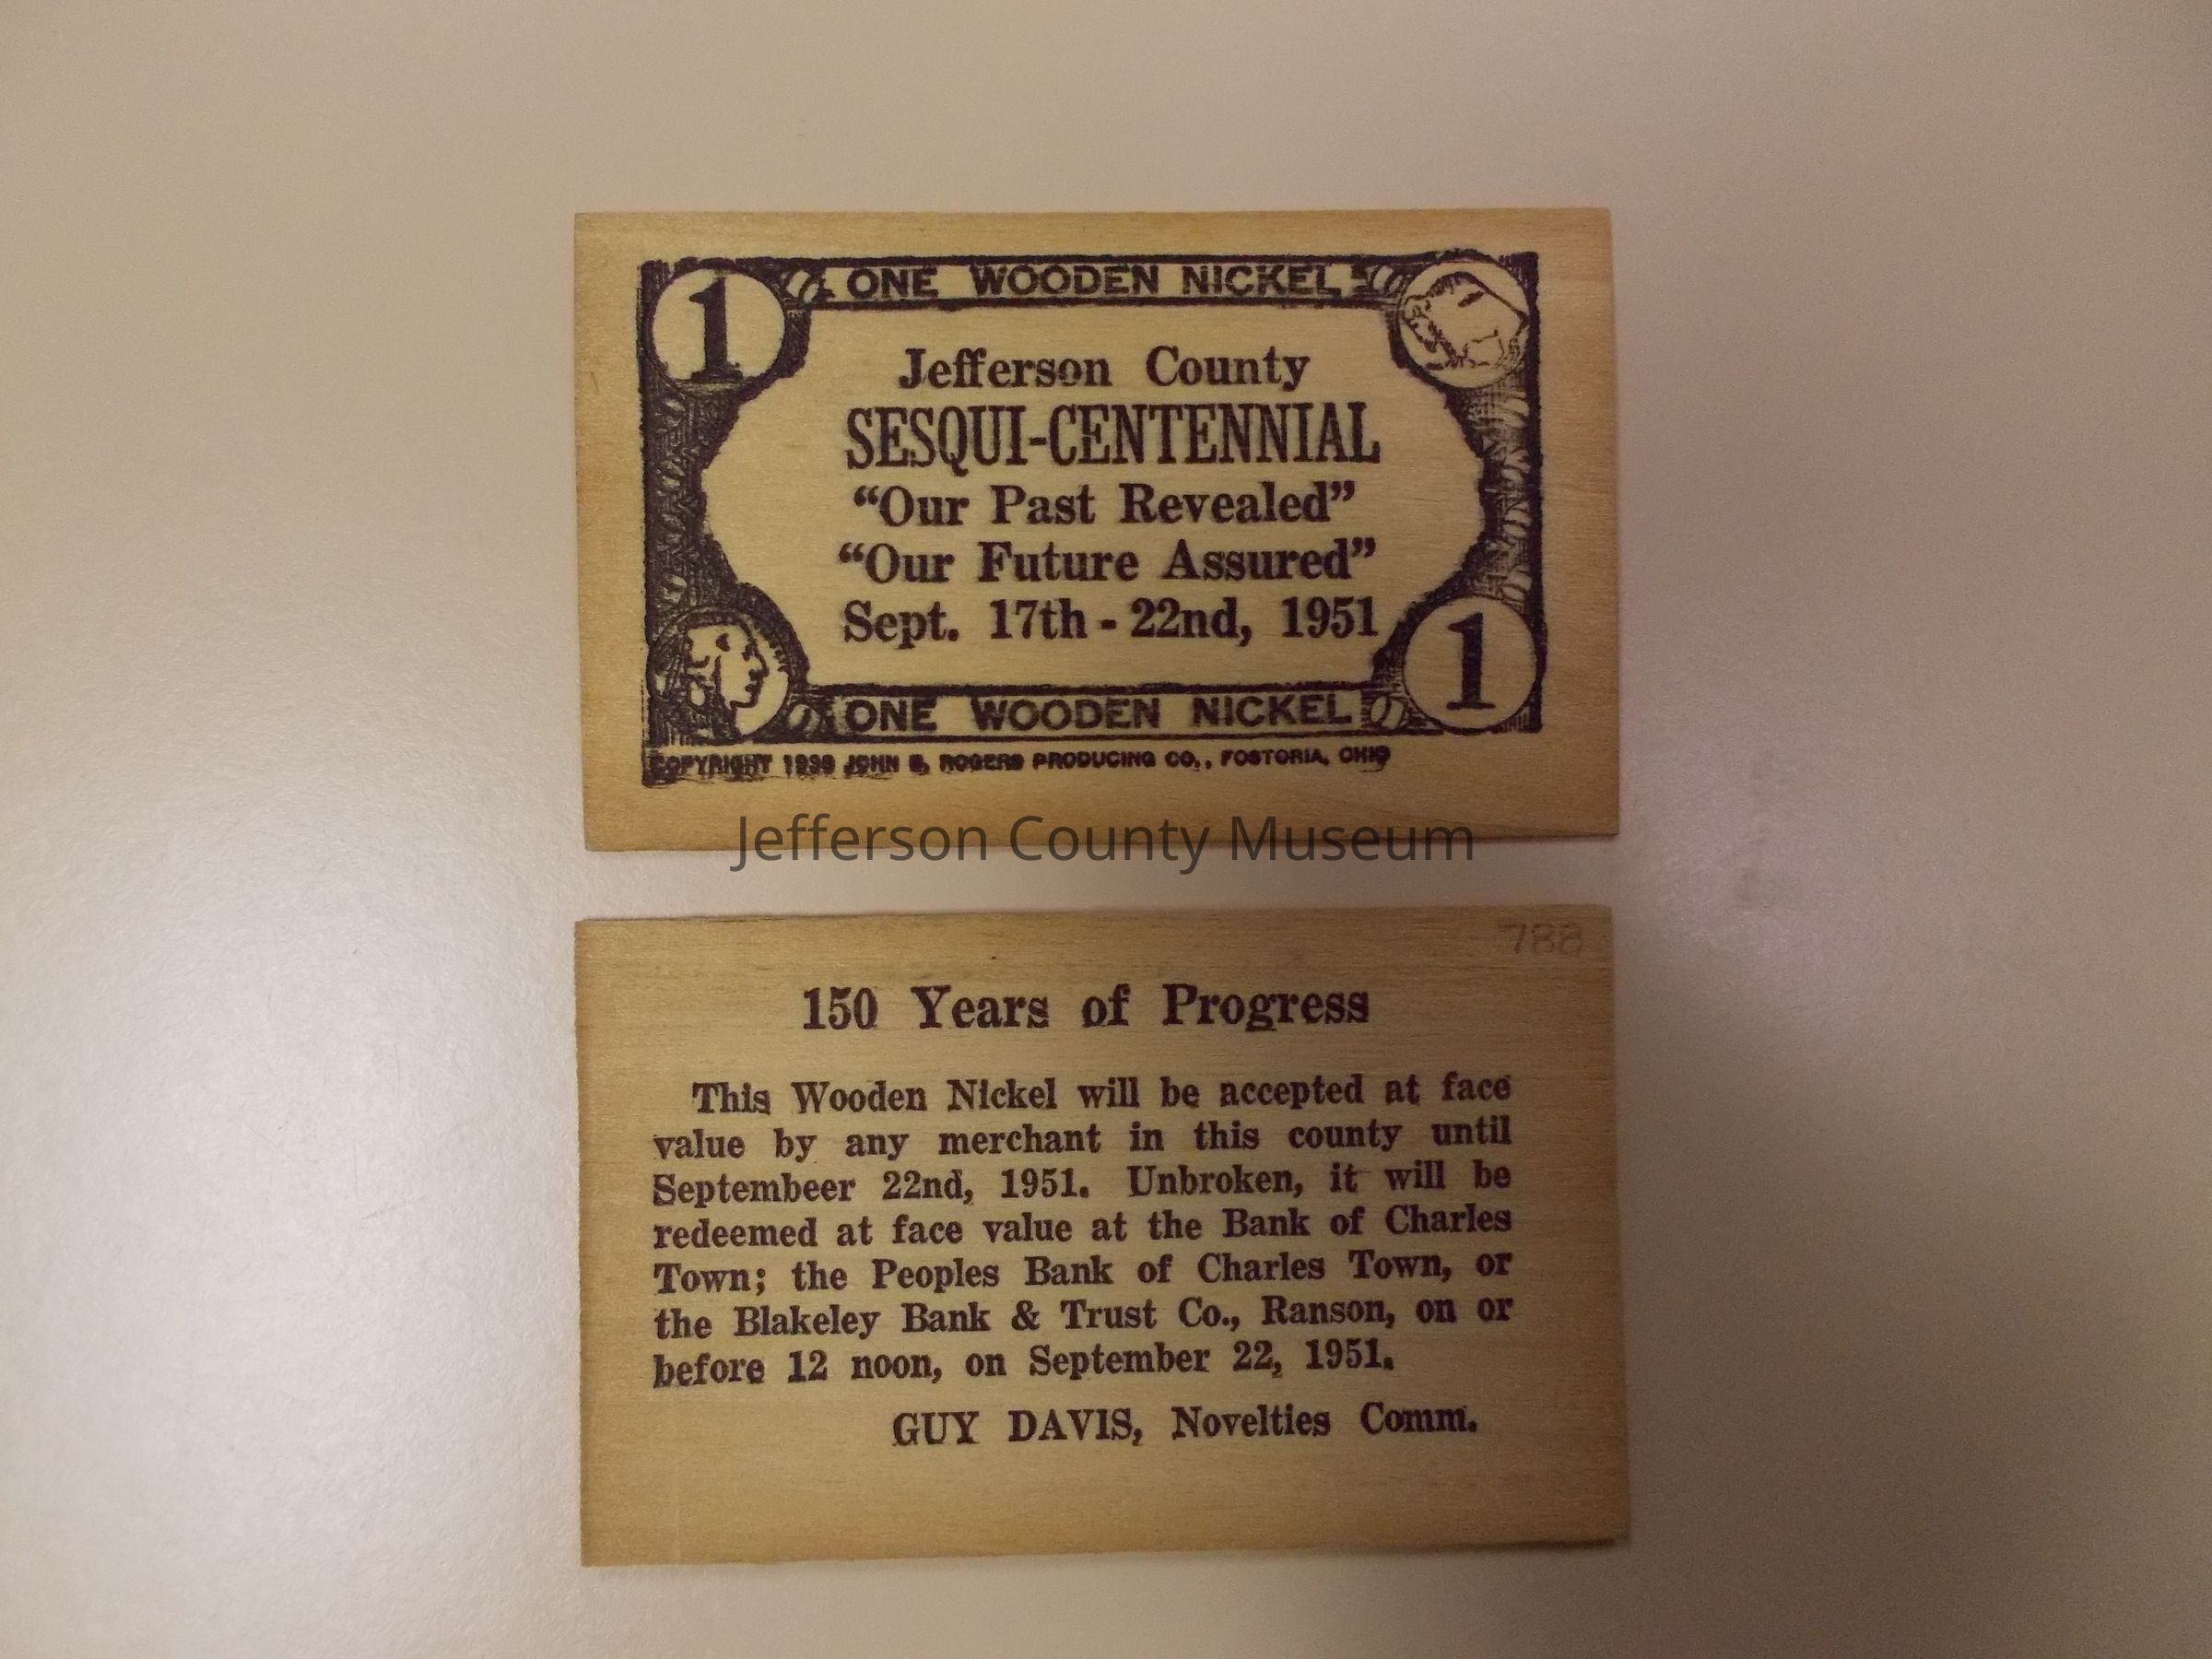 1
ONE WOODEN NICKEL
Jefferson County
SESQUI-CENTENNIAL
“Our Past Revealed”
“Our Future Assured”
Sept. 17th - 22nd, 1951
1
ONE WOODEN NICKEL
COPYRIGHT 1939 JOHN B. ROGERS PRODUCING CO., FOSTORIA, OHIO
Jefferson County Museum
788
150 Years of Progress
This Wooden Nickel will be accepted at face
value by any merchant in this county until
Septembeer 22nd, 1951. Unbroken, it will be
redeemed at face value at the Bank of Charles
Town; the Peoples Bank of Charles Town, or
the Blakeley Bank & Trust Co., Ranson, on or
before 12 noon, on September 22, 1951.
GUY DAVIS, Novelties Comm.